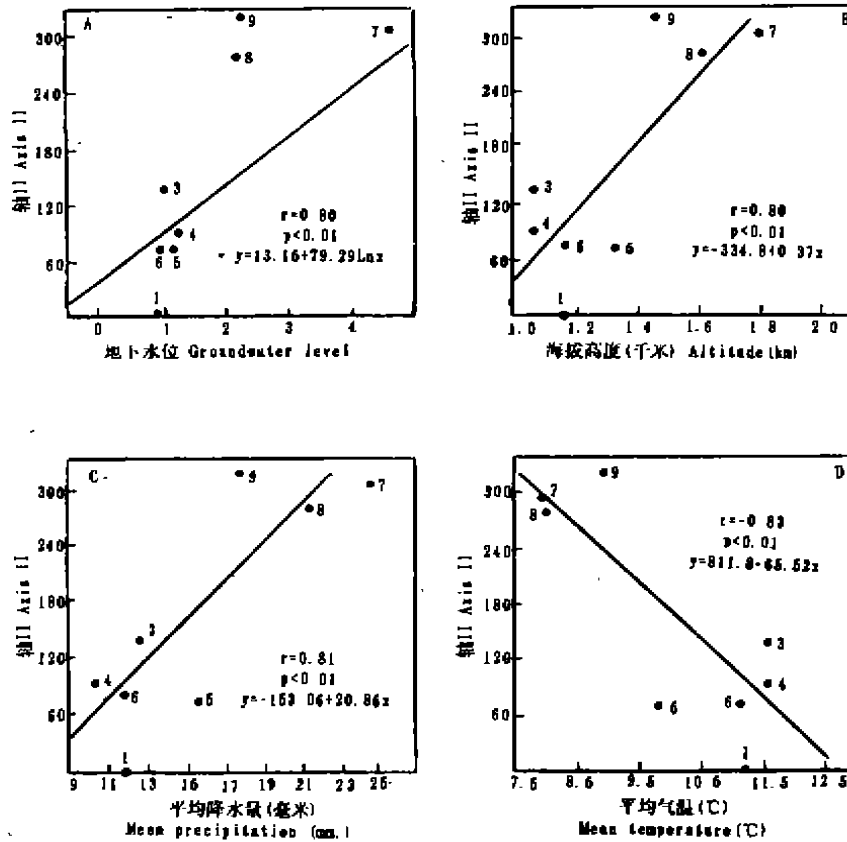 A
300
240
180
120
60
轴II Axis II
9
7
8
3
4
6 5
1
r=0.80
p<0.01
y=13.15+79.29Lnx
0 1 2 3 4
地下水位 Groundwater level
B
300
240
180
120
60
轴II Axis II
9
7
8
3
4
5 6
1
r=0.80
p<0.01
1.0 1.2 1.4 1.6 1.8 2.0
海拔高度(千米) Altitude (km)
C
300
240
180
120
60
轴II Axis II
9
7
8
3
4
6 5
1
r=0.81
p<0.01
y=-153.06+20.86x
9 11 13 15 17 19 21 23 25
平均降水量(毫米)
Mean precipitation (mm.)
D
300
240
180
120
60
轴II Axis II
9
7
8
3
4
5 6
1
r=-0.83
p<0.01
y=811.8-65.52x
7.5 8.5 9.5 10.5 11.5 12.5
平均气温(℃)
Mean temperature(℃)